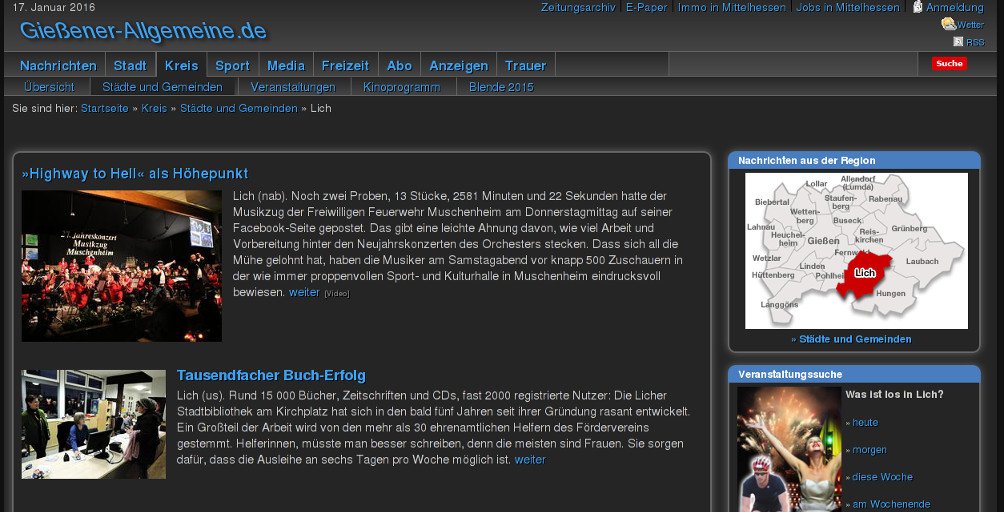 17. Januar 2016
Zeitungsarchiv E-Paper Immo in Mittelhessen Jobs in Mittelhessen Anmeldung
Gießener-Allgemeine.de
Wetter
RSS
Nachrichten Stadt Kreis Sport Media Freizeit Abo Anzeigen Trauer Suche
Übersicht Städte und Gemeinden Veranstaltungen Kinoprogramm Blende 2015
Sie sind hier: Startseite » Kreis » Städte und Gemeinden » Lich
»Highway to Hell« als Höhepunkt
Jahreskonzert
Musikzug
Muschenheim
Lich (nab). Noch zwei Proben, 13 Stücke, 2581 Minuten und 22 Sekunden hatte der
Musikzug der Freiwilligen Feuerwehr Muschenheim am Donnerstagmittag auf seiner
Facebook-Seite gepostet. Das gibt eine leichte Ahnung davon, wie viel Arbeit und
Vorbereitung hinter den Neujahrskonzerten des Orchesters stecken. Dass sich all die
Mühe gelohnt hat, haben die Musiker am Samstagabend vor knapp 500 Zuschauern in
der wie immer proppenvollen Sport- und Kulturhalle in Muschenheim eindrucksvoll
bewiesen. weiter [Video]
Tausendfacher Buch-Erfolg
Lich (us). Rund 15 000 Bücher, Zeitschriften und CDs, fast 2000 registrierte Nutzer: Die Licher
Stadtbibliothek am Kirchplatz hat sich in den bald fünf Jahren seit ihrer Gründung rasant entwickelt.
Ein Großteil der Arbeit wird von den mehr als 30 ehrenamtlichen Helfern des Fördervereins
gestemmt. Helferinnen, müsste man besser schreiben, denn die meisten sind Frauen. Sie sorgen
dafür, dass die Ausleihe an sechs Tagen pro Woche möglich ist. weiter
Nachrichten aus der Region
Allendorf
(Lumda)
Lollar
Staufen-
berg
Rabenau
Biebertal
Wetten-
berg
Buseck
Lahnau
Heuchel-
heim
Gießen
Reis-
kirchen
Grünberg
Wetzlar
Fernwald
Linden
Laubach
Hüttenberg
Pohlheim
Lich
Hungen
Langgöns
» Städte und Gemeinden
Veranstaltungssuche
Was ist los in Lich?
» heute
» morgen
» diese Woche
» am Wochenende